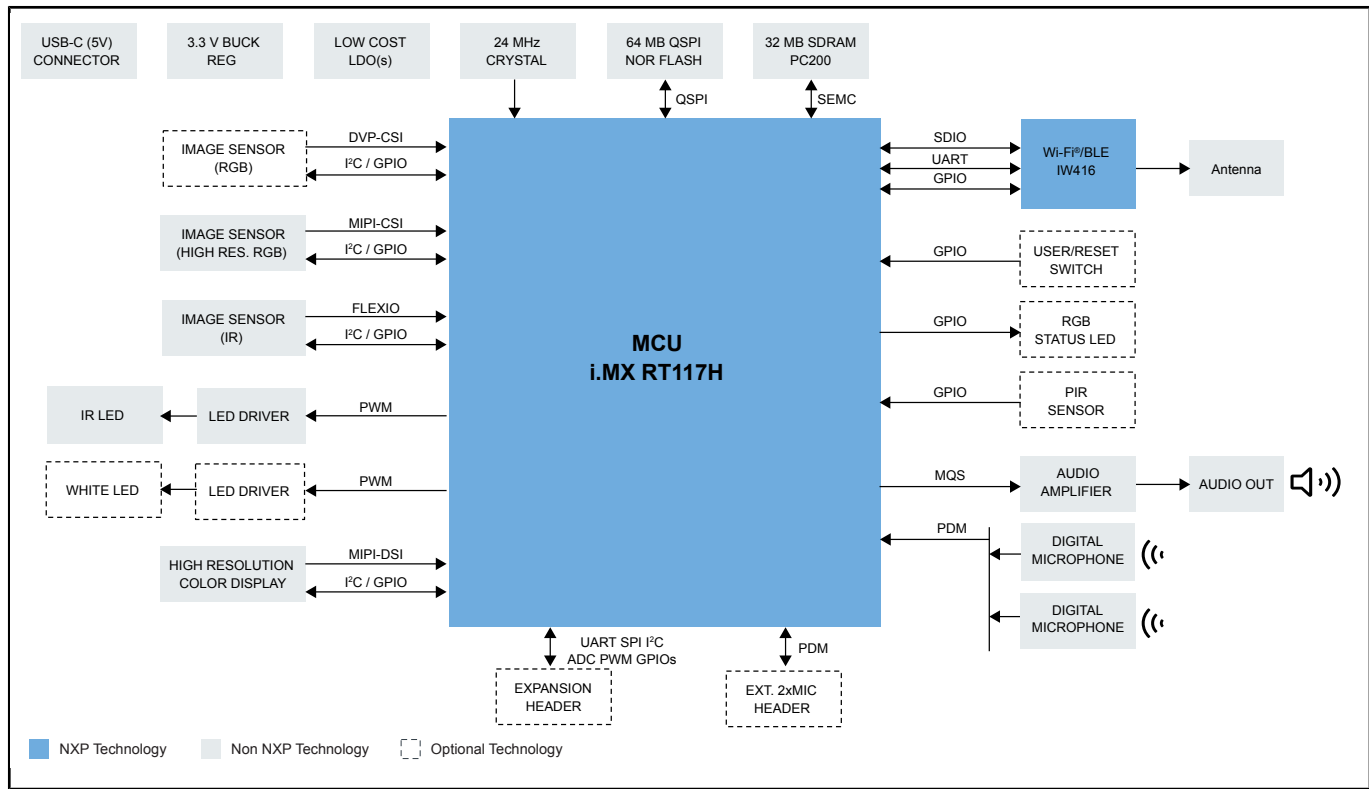 USB-C (5V)
CONNECTOR
3.3 V BUCK
REG
LOW COST
LDO(s)
24 MHz
CRYSTAL
64 MB QSPI
NOR FLASH
32 MB SDRAM
PC200
QSPI
SEMC
IMAGE SENSOR
(RGB)
DVP-CSI
I²C / GPIO
IMAGE SENSOR
(HIGH RES. RGB)
MIPI-CSI
I²C / GPIO
IMAGE SENSOR
(IR)
FLEXIO
I²C / GPIO
IR LED
LED DRIVER
PWM
WHITE LED
LED DRIVER
PWM
HIGH RESOLUTION
COLOR DISPLAY
MIPI-DSI
I²C / GPIO
MCU
i.MX RT117H
SDIO
UART
GPIO
Wi-Fi®/BLE
IW416
Antenna
GPIO
USER/RESET
SWITCH
GPIO
RGB
STATUS LED
GPIO
PIR
SENSOR
MQS
AUDIO
AMPLIFIER
AUDIO OUT
PDM
DIGITAL
MICROPHONE
DIGITAL
MICROPHONE
UART SPI I²C
ADC PWM GPIOs
EXPANSION
HEADER
PDM
EXT. 2xMIC
HEADER
NXP Technology
Non NXP Technology
Optional Technology